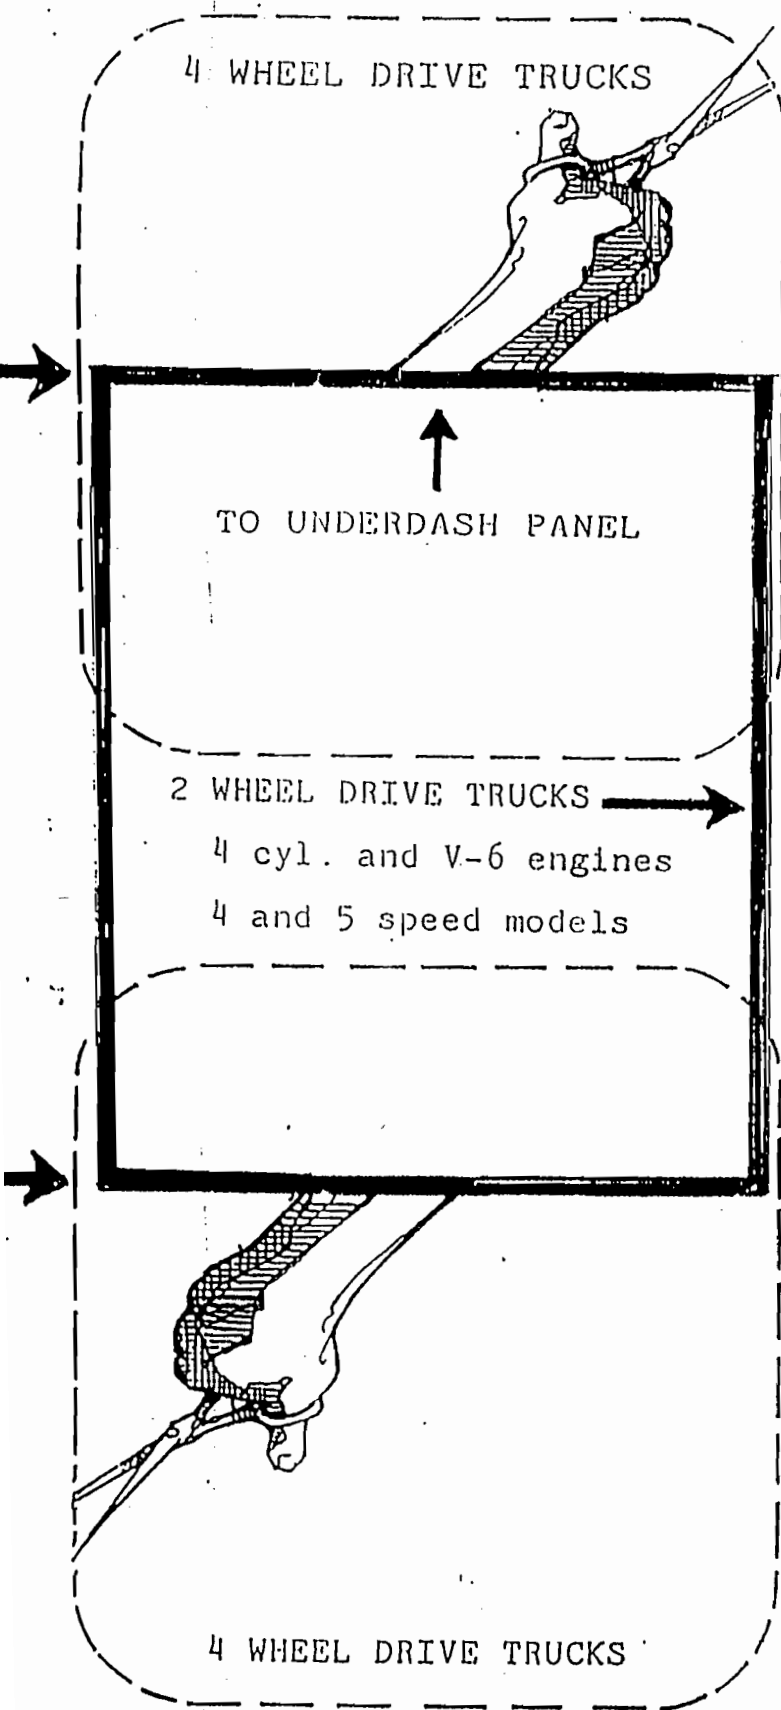 4 WHEEL DRIVE TRUCKS
TO UNDERDASH PANEL
2 WHEEL DRIVE TRUCKS
4 cyl. and V-6 engines
4 and 5 speed models
4 WHEEL DRIVE TRUCKS